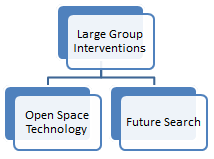 Large Group
Interventions
Open Space
Technology
Future Search